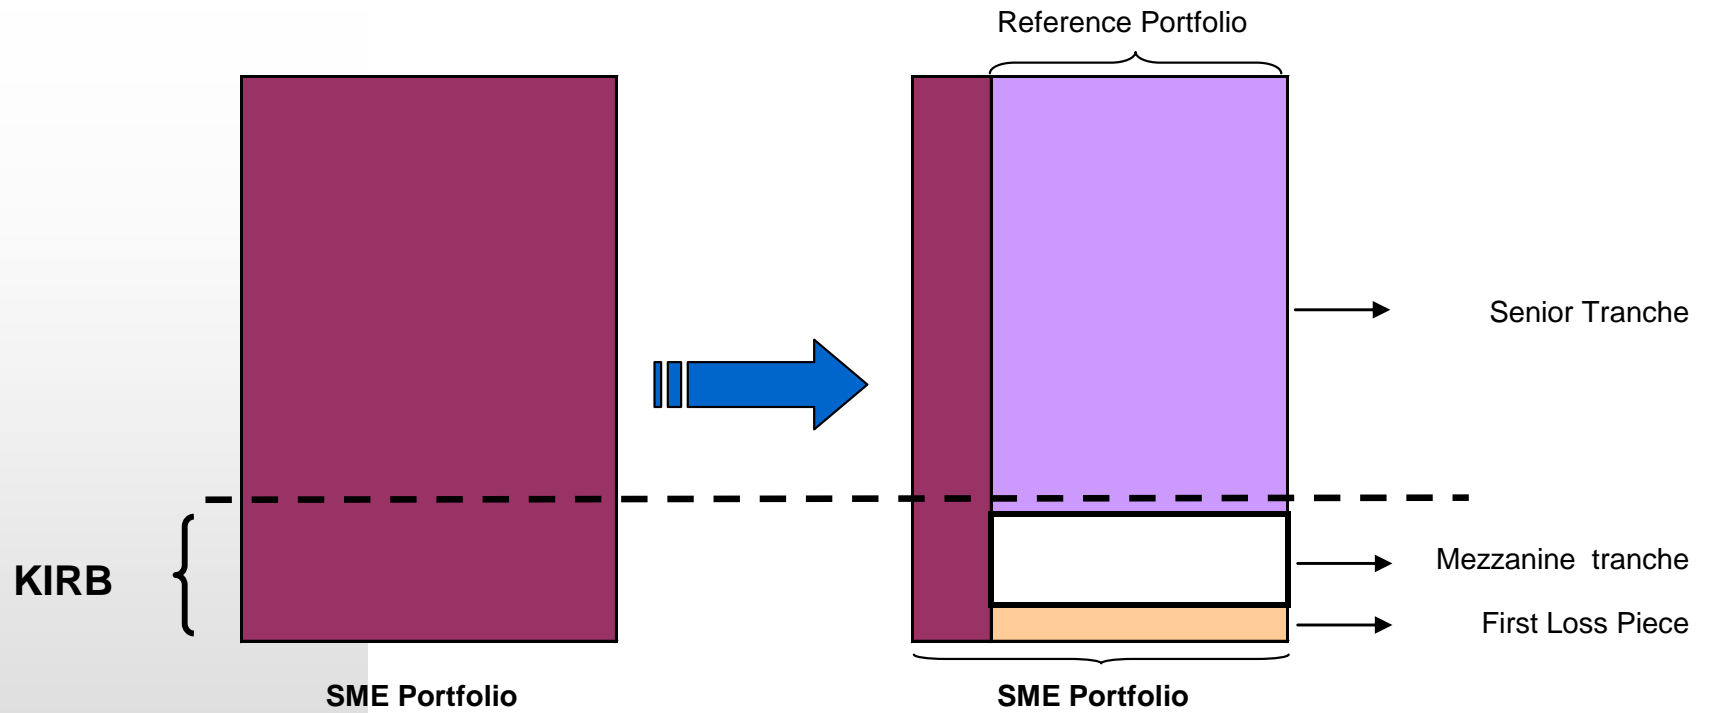 Reference Portfolio
Senior Tranche
Mezzanine tranche
KIRB
First Loss Piece
SME Portfolio
SME Portfolio